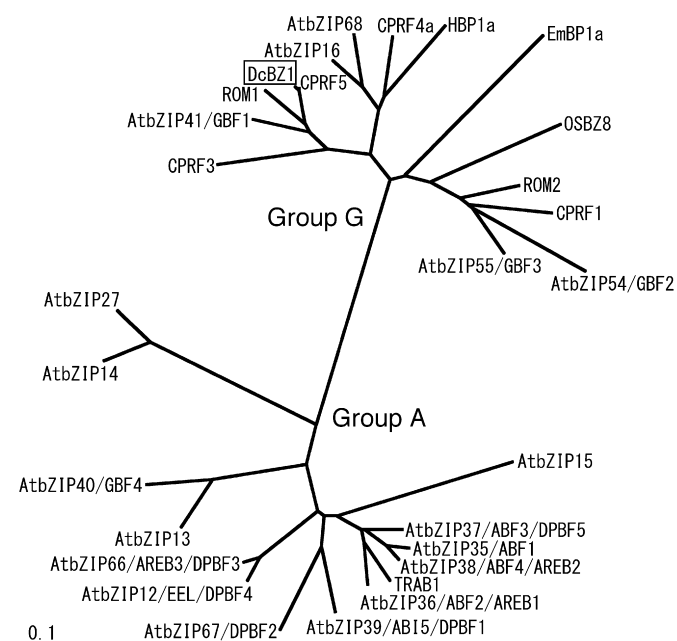 AtbZIP68
CPRF4a
HBP1a
EmBP1a
AtbZIP16
DcBZ1
CPRF5
ROM1
AtbZIP41/GBF1
OSBZ8
CPRF3
ROM2
CPRF1
Group G
AtbZIP55/GBF3
AtbZIP54/GBF2
AtbZIP27
AtbZIP14
Group A
AtbZIP15
AtbZIP40/GBF4
AtbZIP13
AtbZIP37/ABF3/DPBF5
AtbZIP35/ABF1
AtbZIP66/AREB3/DPBF3
AtbZIP38/ABF4/AREB2
TRAB1
AtbZIP12/EEL/DPBF4
AtbZIP36/ABF2/AREB1
AtbZIP67/DPBF2
AtbZIP39/ABI5/DPBF1
0.1